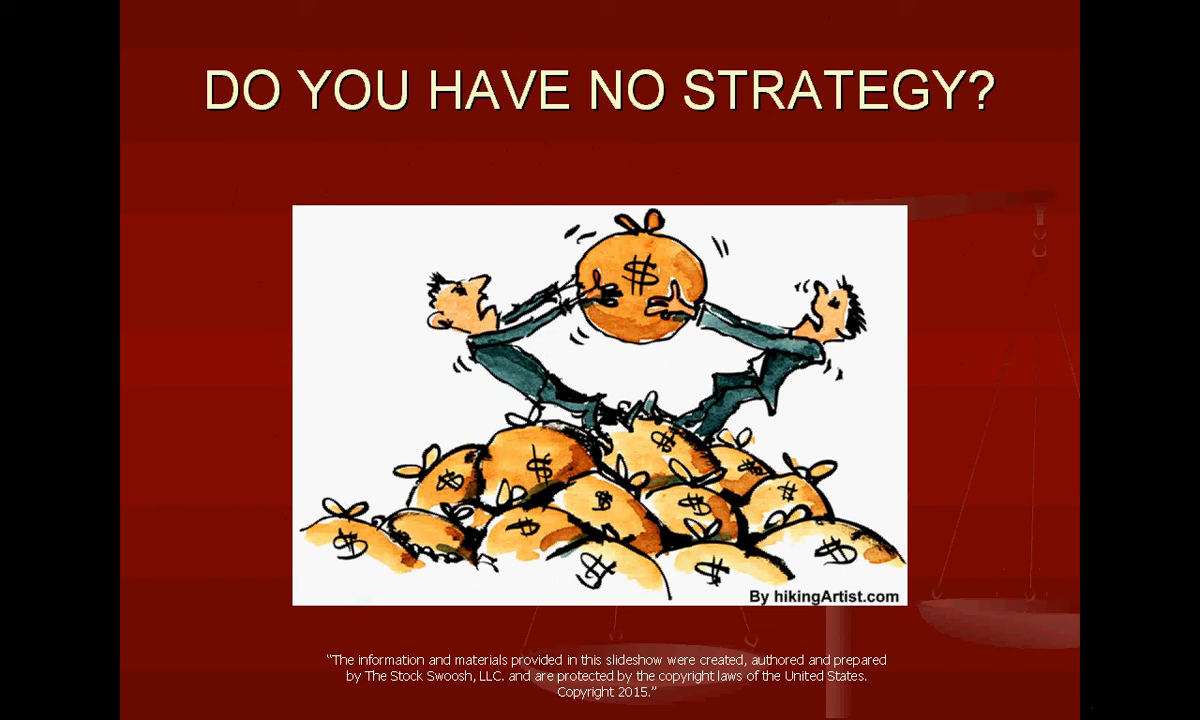 DO YOU HAVE NO STRATEGY?
$
$
$
$
$
$
$
$
$
$
$
$
$
By hikingArtist.com
“The information and materials provided in this slideshow were created, authored and prepared
by The Stock Swoosh, LLC. and are protected by the copyright laws of the United States.
Copyright 2015.”